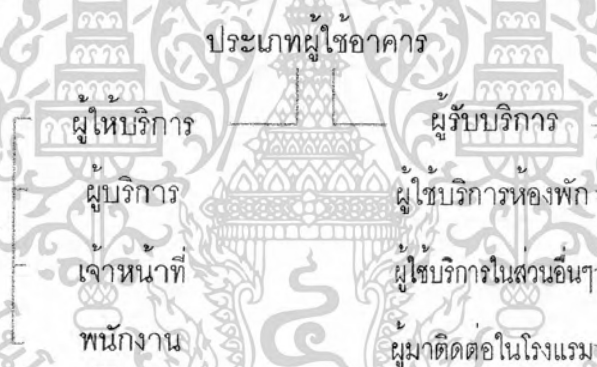 ประเภทผู้ใช้อาคาร
ผู้ให้บริการ ผู้รับบริการ
ผู้บริการ ผู้ใช้บริการห้องพัก
เจ้าหน้าที่ ผู้ใช้บริการในส่วนอื่นๆ
พนักงาน ผู้มาติดต่อในโรงแรม